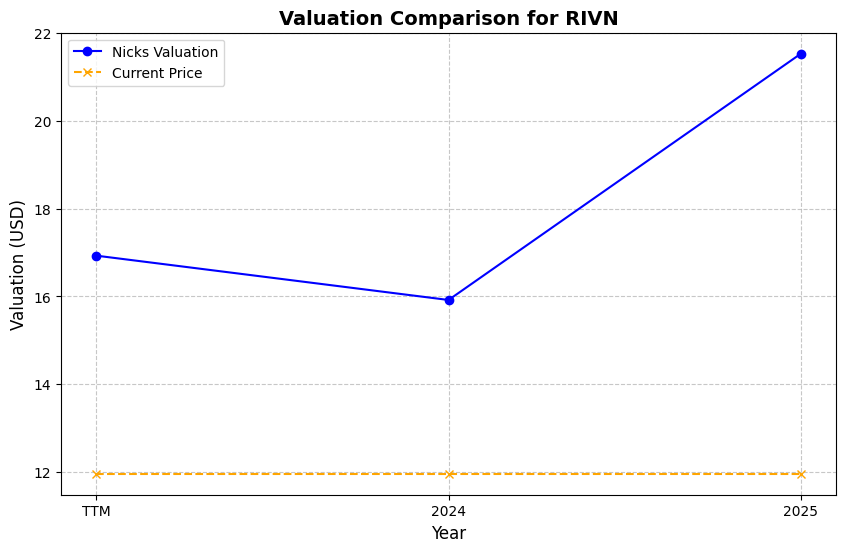 Valuation Comparison for RIVN
Nicks Valuation
Current Price
Valuation (USD)
22
20
18
16
14
12
TTM
2024
2025
Year